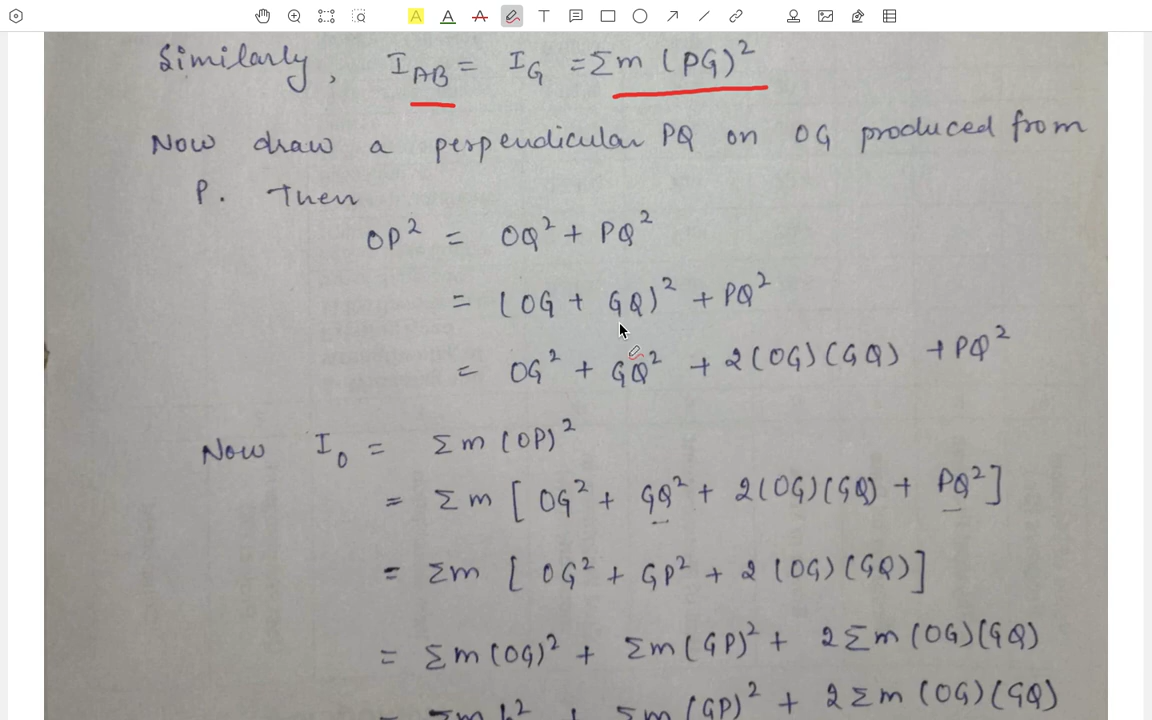 Similarly, I_AB = I_G = Σm (PG)²
Now draw a perpendicular PQ on OG produced from
P. Then
OP² = OQ² + PQ²
= (OG + GQ)² + PQ²
= OG² + GQ² + 2(OG)(GQ) + PQ²
Now I_O = Σm (OP)²
= Σm [OG² + GQ² + 2(OG)(GQ) + PQ²]
= Σm [OG² + GP² + 2(OG)(GQ)]
= Σm(OG)² + Σm(GP)² + 2Σm(OG)(GQ)
= Σm h² + Σm (GP)² + 2Σm (OG)(GQ)